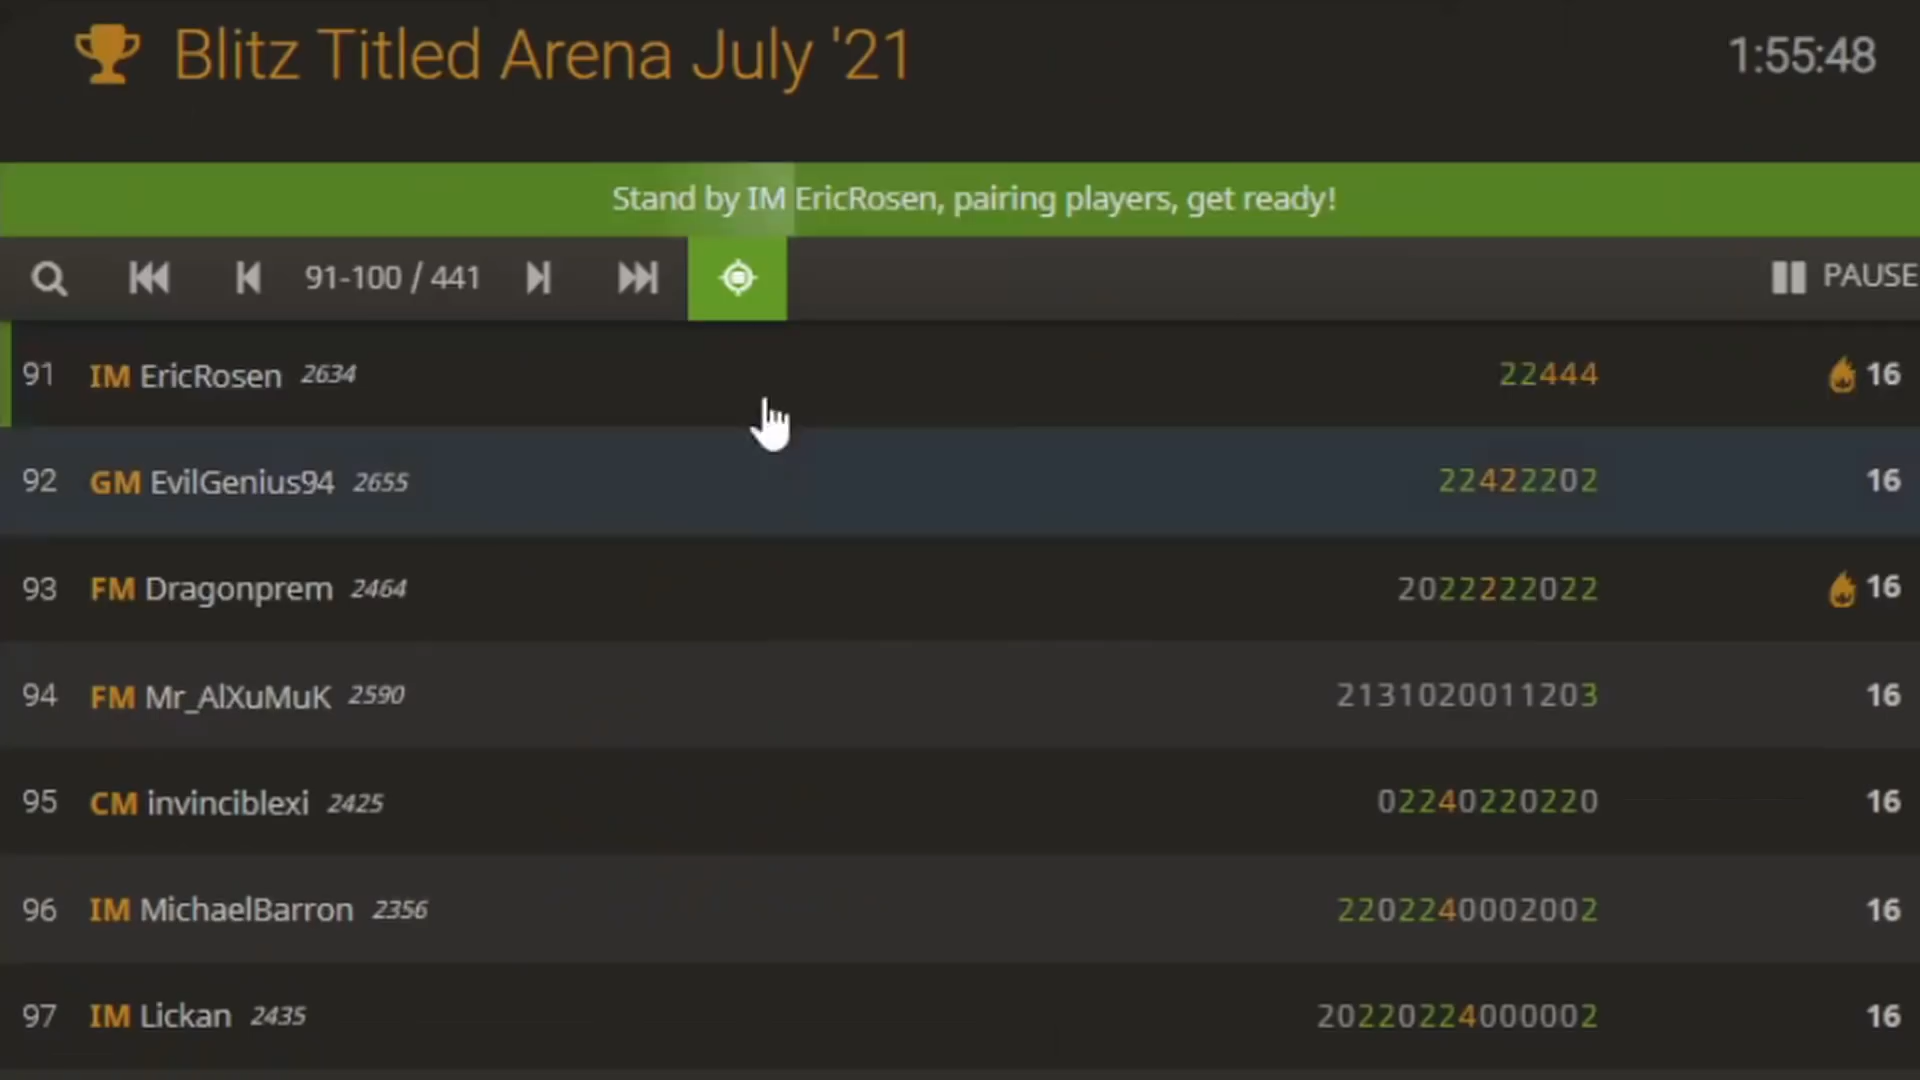 Blitz Titled Arena July '21
1:55:48
Stand by IM EricRosen, pairing players, get ready!
91-100 / 441
PAUSE
91 IM EricRosen 2634 22444 16
92 GM EvilGenius94 2655 22422202 16
93 FM Dragonprem 2464 2022222022 16
94 FM Mr_AlXuMuK 2590 2131020011203 16
95 CM invinciblexi 2425 02240220220 16
96 IM MichaelBarron 2356 2202240002002 16
97 IM Lickan 2435 20220224000002 16